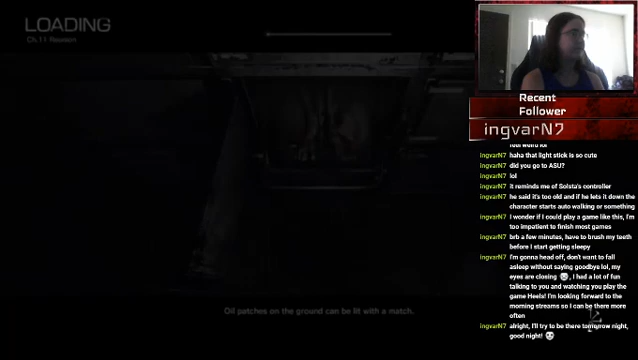 LOADING
Ch.11 Reunion
Oil patches on the ground can be lit with a match.
Recent
Follower
ingvarN7
feel weird lol
ingvarN7 haha that light stick is so cute
ingvarN7 did you go to ASU?
ingvarN7 lol
ingvarN7 it reminds me of Solsta's controller
ingvarN7 he said it's too old and if he lets it down the
character starts auto walking or something
ingvarN7 I wonder if I could play a game like this, I'm
too impatient to finish most games
ingvarN7 brb a few minutes, have to brush my teeth
before I start getting sleepy
ingvarN7 I'm gonna head off, don't want to fall
asleep without saying goodbye lol, my
eyes are closing , I had a lot of fun
talking to you and watching you play the
game Heels! I'm looking forward to the
morning streams so I can be there more
often
ingvarN7 alright, I'll try to be there tomorrow night,
good night!